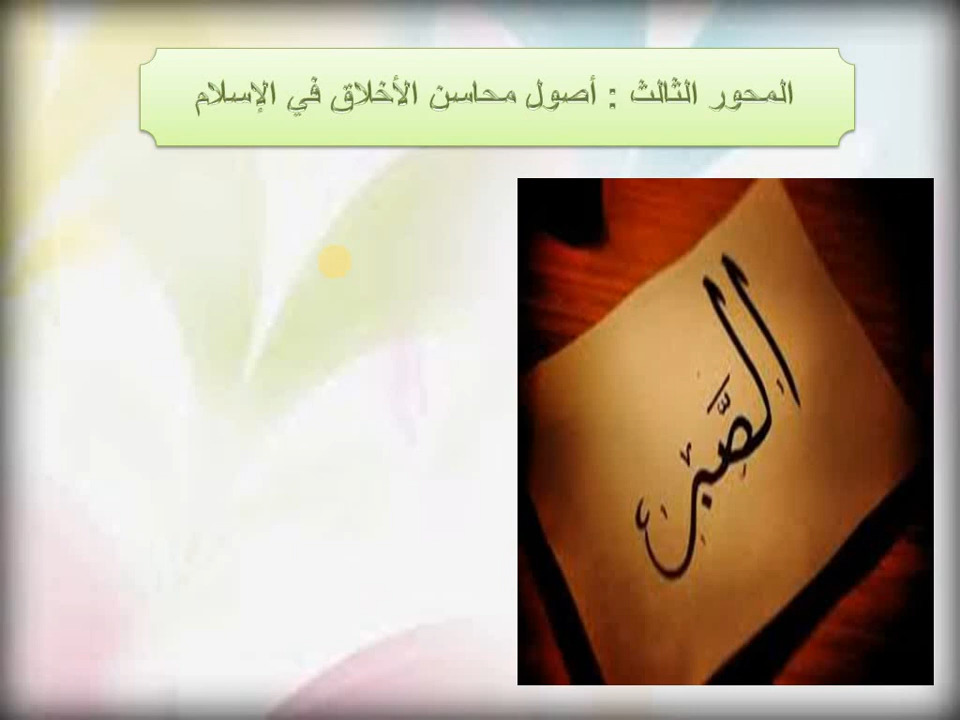 المحور الثالث : أصول محاسن الأخلاق في الإسلام
الصَّبر